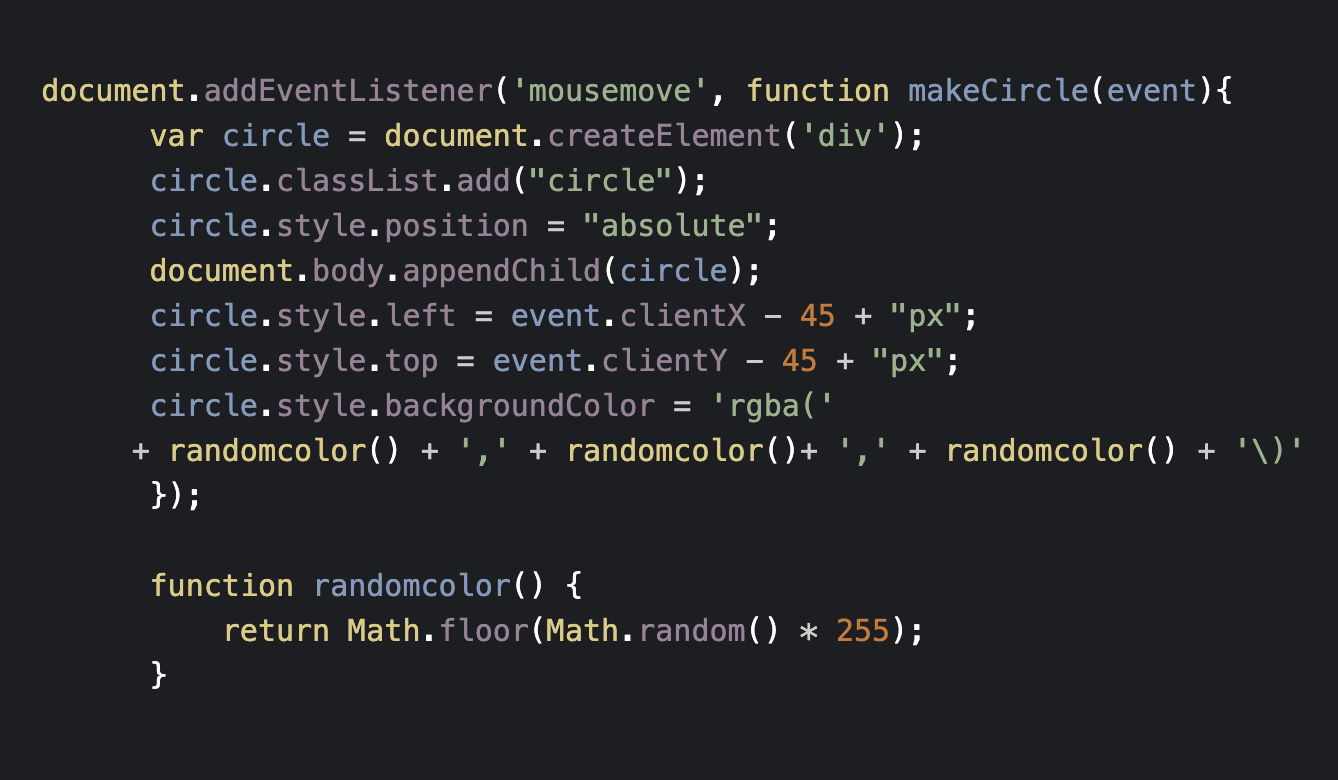 document.addEventListener('mousemove', function makeCircle(event){
var circle = document.createElement('div');
circle.classList.add("circle");
circle.style.position = "absolute";
document.body.appendChild(circle);
circle.style.left = event.clientX - 45 + "px";
circle.style.top = event.clientY - 45 + "px";
circle.style.backgroundColor = 'rgba('
+ randomcolor() + ',' + randomcolor()+ ',' + randomcolor() + '\)'
});
function randomcolor() {
return Math.floor(Math.random() * 255);
}